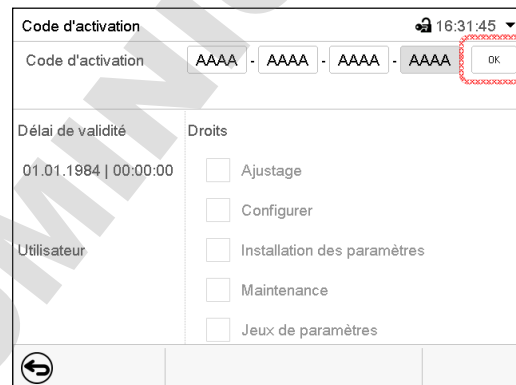 Code d'activation 16:31:45
Code d'activation AAAA - AAAA - AAAA - AAAA OK
Délai de validité Droits
01.01.1984 | 00:00:00 Ajustage
Configurer
Utilisateur Installation des paramètres
Maintenance
Jeux de paramètres